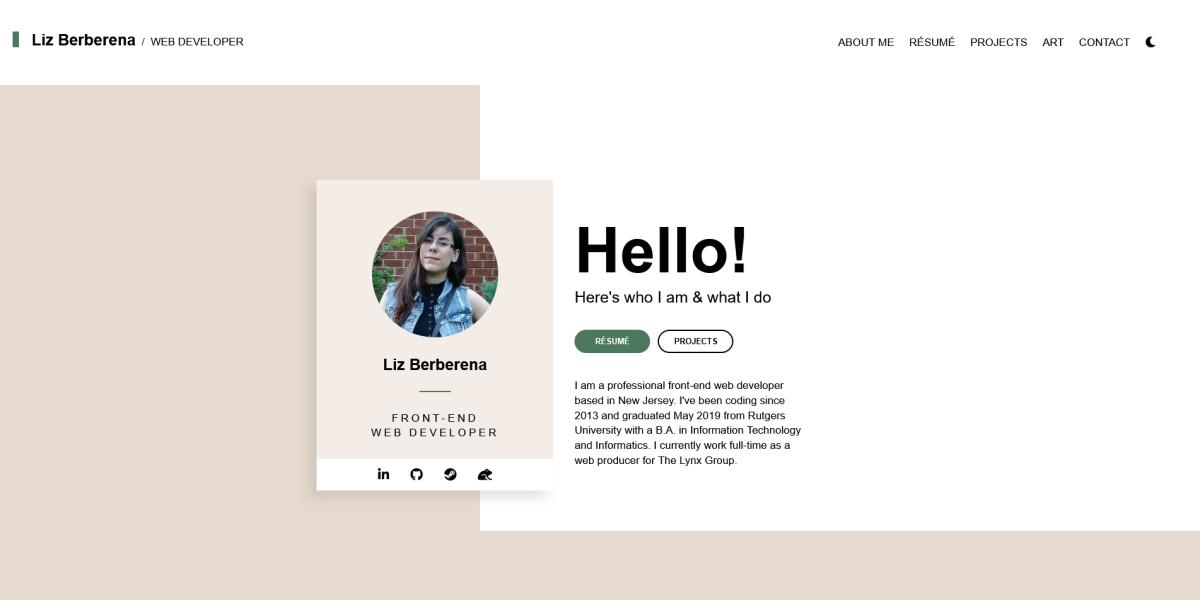 Liz Berberena / WEB DEVELOPER
ABOUT ME RÉSUMÉ PROJECTS ART CONTACT
Liz Berberena
FRONT-END
WEB DEVELOPER
in
Hello!
Here's who I am & what I do
RÉSUMÉ PROJECTS
I am a professional front-end web developer
based in New Jersey. I've been coding since
2013 and graduated May 2019 from Rutgers
University with a B.A. in Information Technology
and Informatics. I currently work full-time as a
web producer for The Lynx Group.